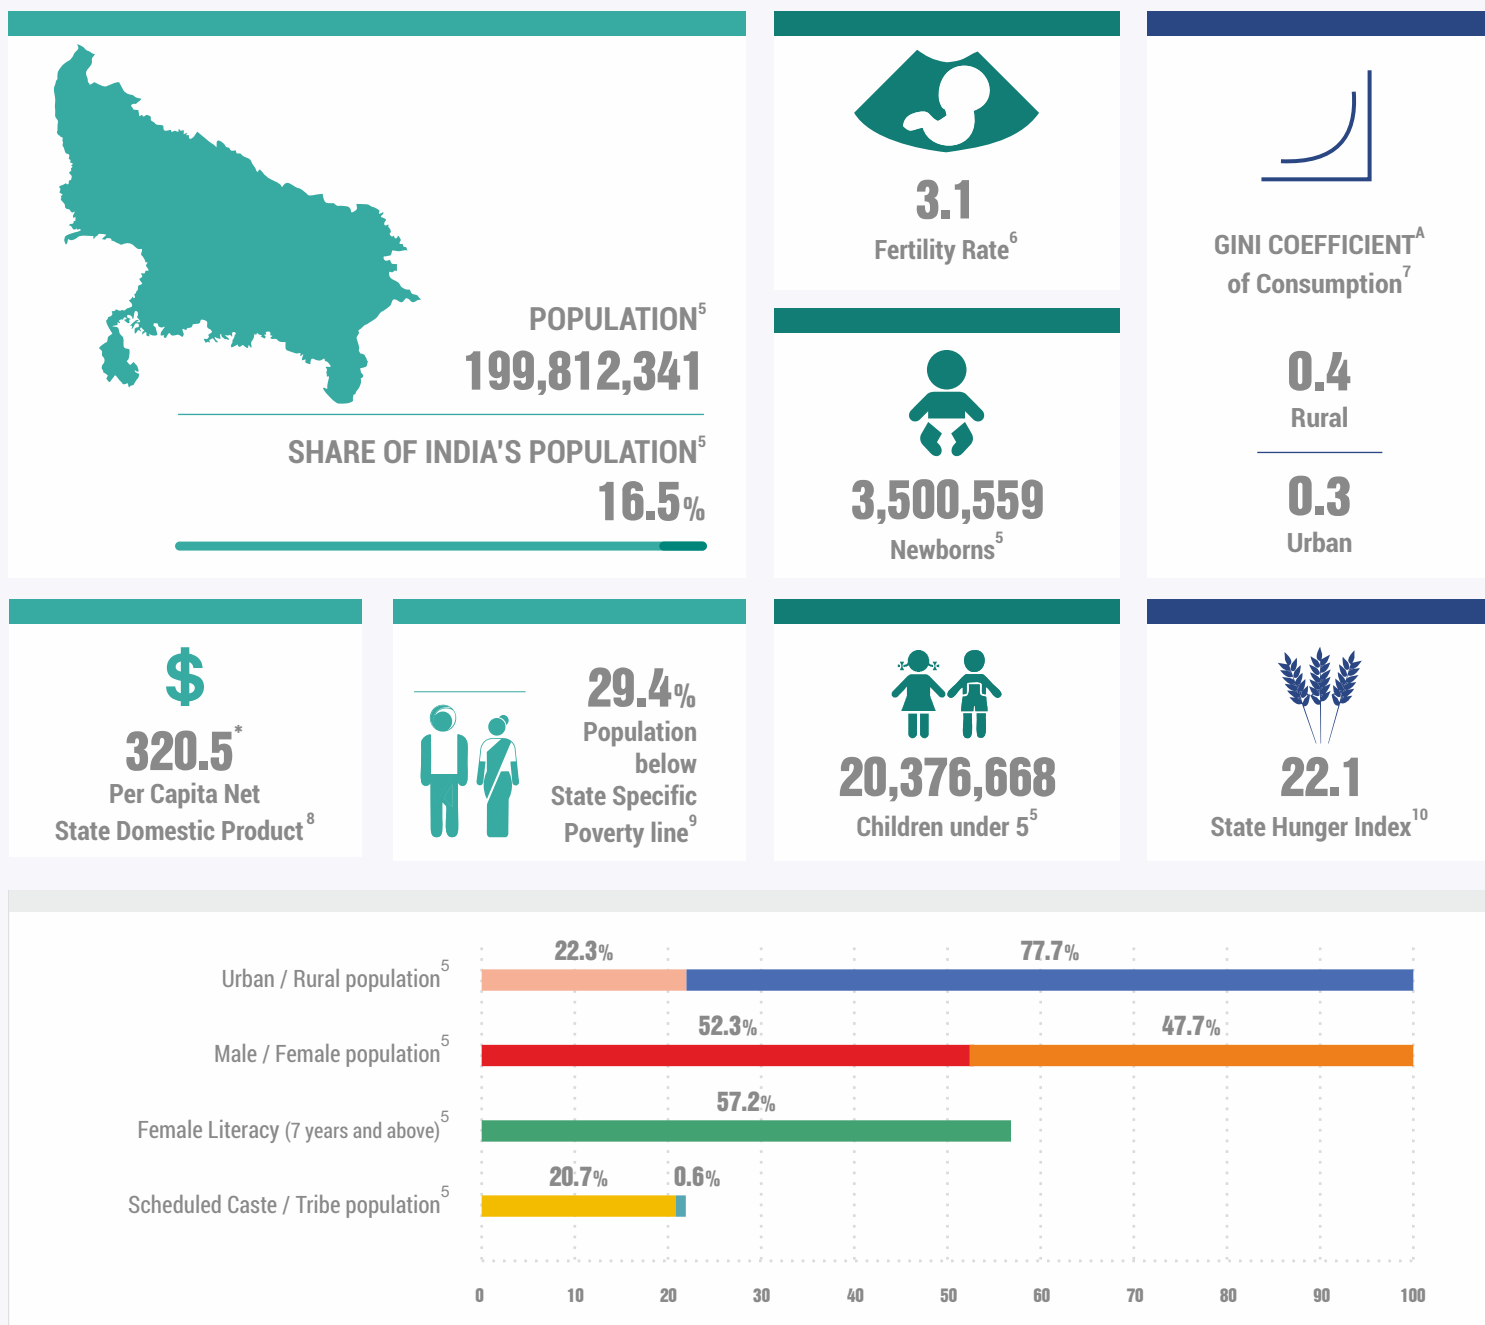 POPULATION5
199,812,341
SHARE OF INDIA'S POPULATION5
16.5%
3.1
Fertility Rate6
3,500,559
Newborns5
GINI COEFFICIENTA
of Consumption7
0.4
Rural
0.3
Urban
$
320.5*
Per Capita Net
State Domestic Product8
29.4%
Population
below
State Specific
Poverty line9
20,376,668
Children under 55
22.1
State Hunger Index10
22.3% 77.7%
Urban / Rural population5
52.3% 47.7%
Male / Female population5
57.2%
Female Literacy (7 years and above)5
20.7% 0.6%
Scheduled Caste / Tribe population5
0 10 20 30 40 50 60 70 80 90 100